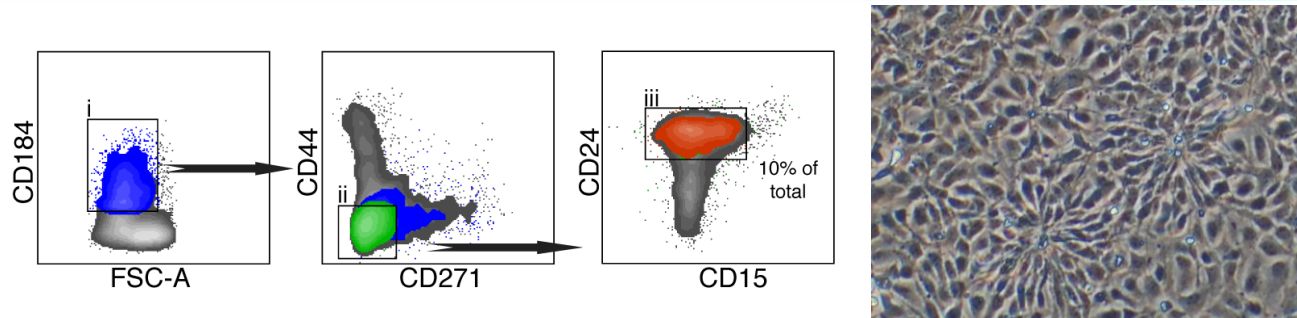 CD184
i
FSC-A
CD44
ii
CD271
CD24
iii
10% of
total
CD15